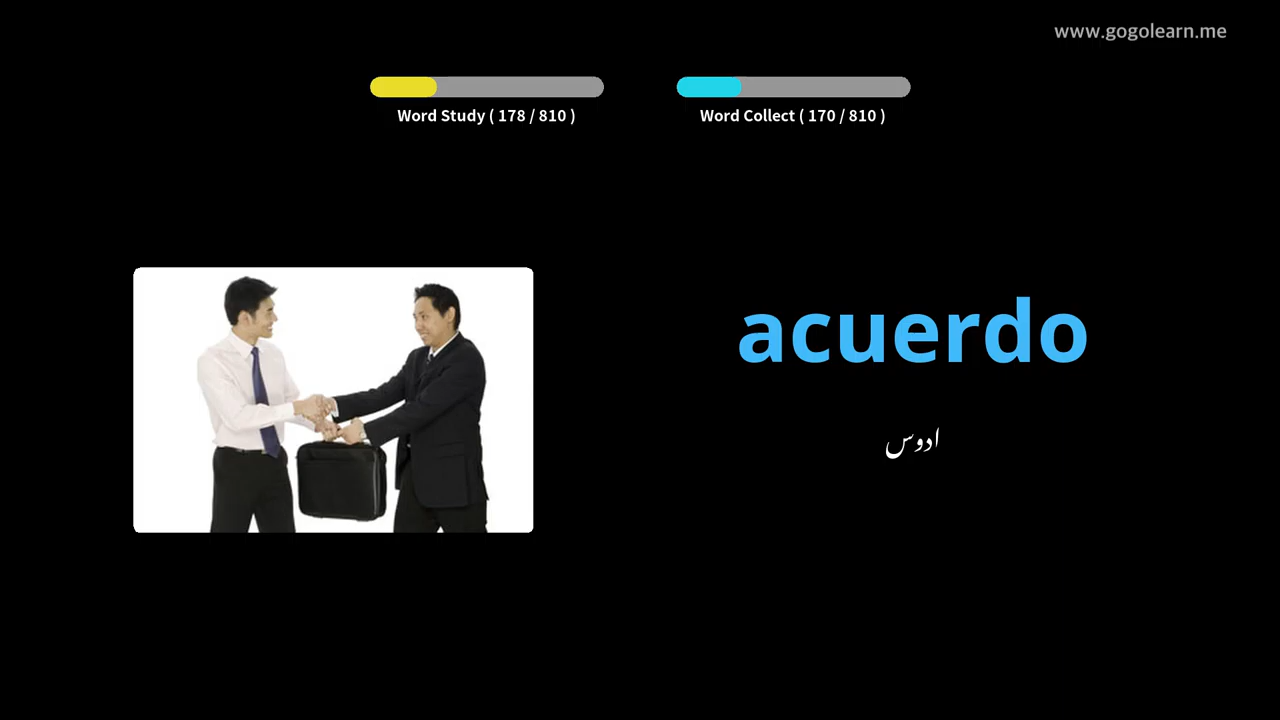 www.gogolearn.me
Word Study ( 178 / 810 )
Word Collect ( 170 / 810 )
acuerdo
ادوس